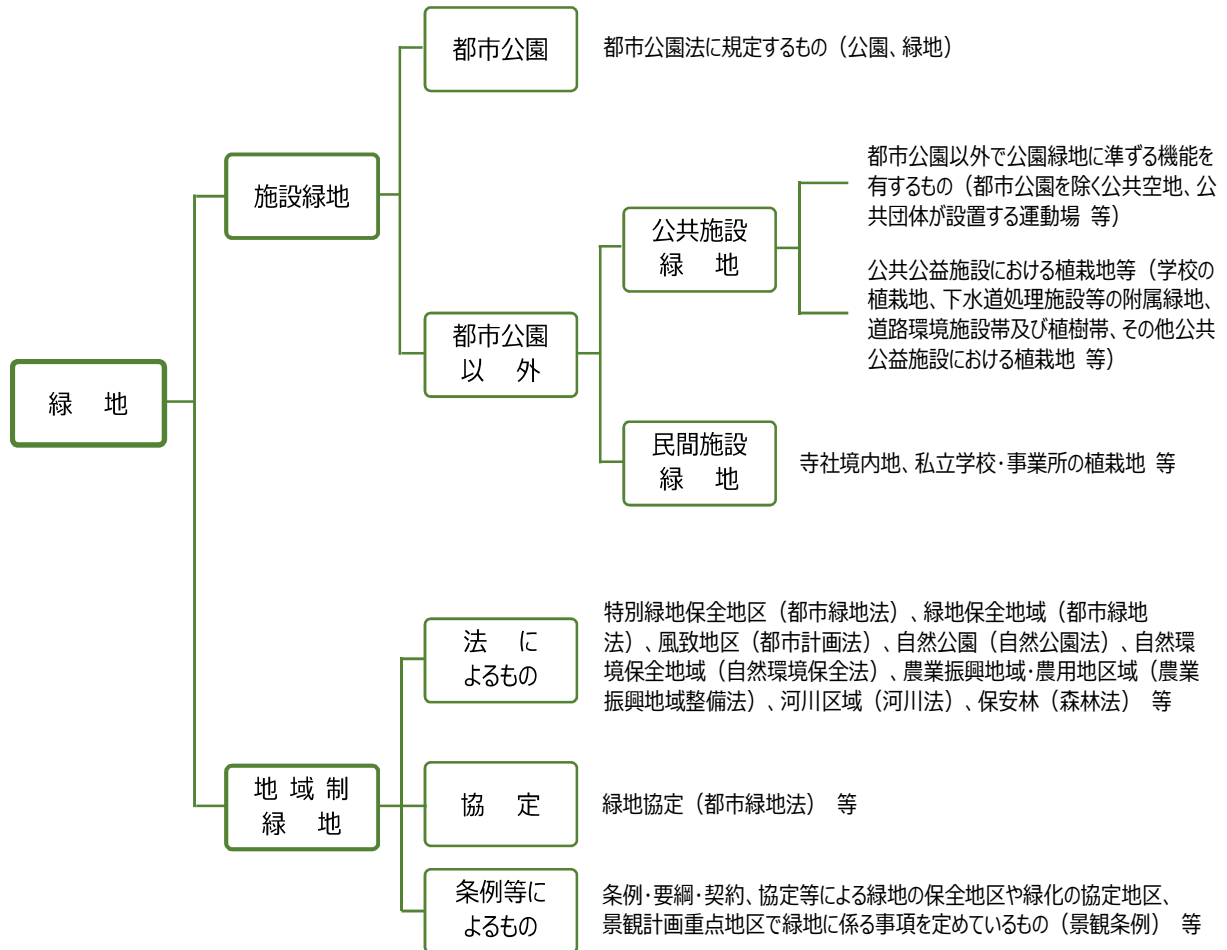 都市公園
都市公園法に規定するもの（公園、緑地）
施設緑地
都市公園以外で公園緑地に準ずる機能を
有するもの（都市公園を除く公共空地、公
共団体が設置する運動場 等）
公共施設
緑 地
公共公益施設における植栽地等（学校の
植栽地、下水道処理施設等の附属緑地、
道路環境施設帯及び植樹帯、その他公共
公益施設における植栽地 等）
都市公園
以 外
緑 地
民間施設
緑 地
寺社境内地、私立学校・事業所の植栽地 等
法 に
よるもの
特別緑地保全地区（都市緑地法）、緑地保全地域（都市緑地
法）、風致地区（都市計画法）、自然公園（自然公園法）、自然環
境保全地域（自然環境保全法）、農業振興地域・農用地区域（農業
振興地域整備法）、河川区域（河川法）、保安林（森林法） 等
地 域 制
緑 地
協 定
緑地協定（都市緑地法） 等
条例等に
よるもの
条例・要綱・契約、協定等による緑地の保全地区や緑化の協定地区、
景観計画重点地区で緑地に係る事項を定めているもの（景観条例） 等